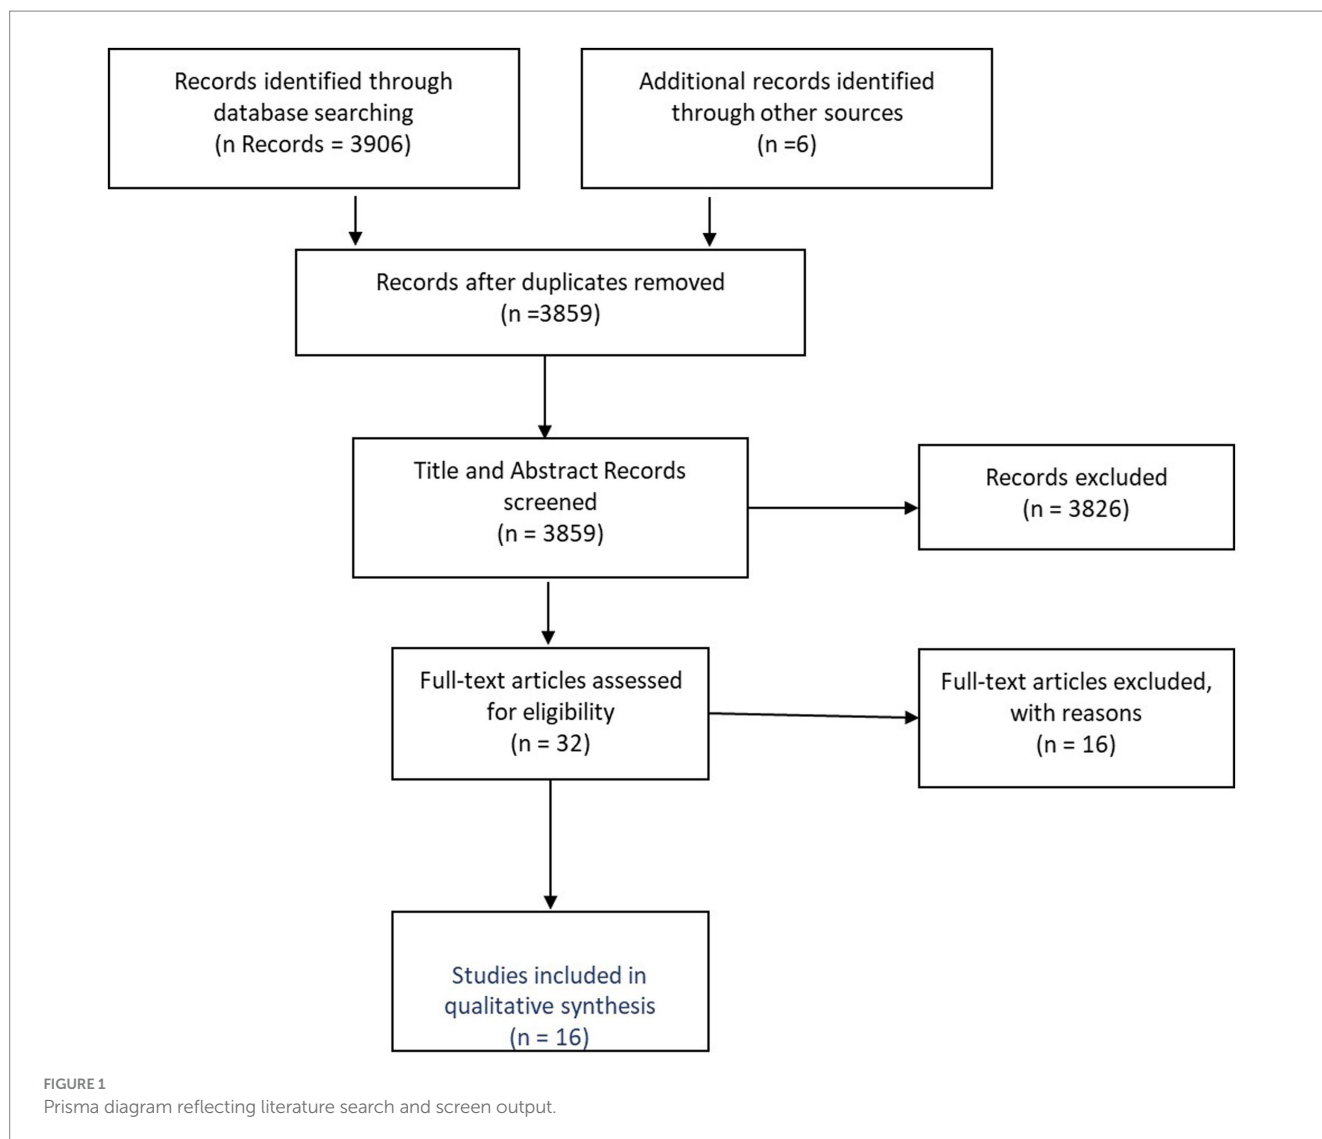 Records identified through
database searching
(n Records = 3906)
Additional records identified
through other sources
(n =6)
Records after duplicates removed
(n =3859)
Title and Abstract Records
screened
(n = 3859)
Records excluded
(n = 3826)
Full-text articles assessed
for eligibility
(n = 32)
Full-text articles excluded,
with reasons
(n = 16)
Studies included in
qualitative synthesis
(n = 16)
FIGURE 1
Prisma diagram reflecting literature search and screen output.